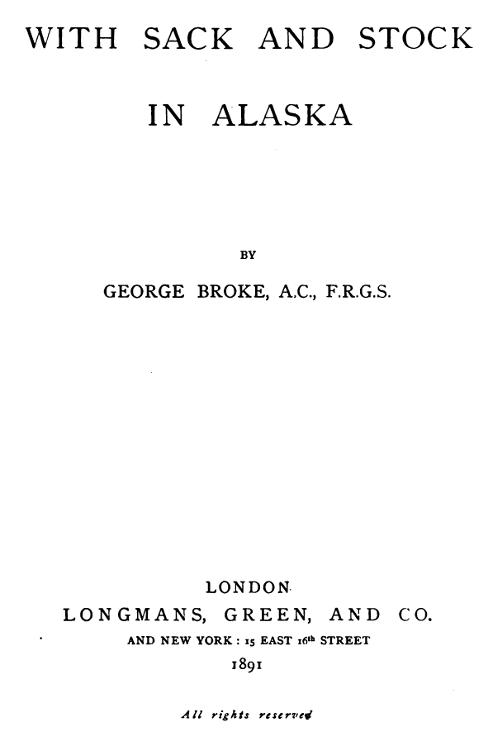 WITH SACK AND STOCK
IN ALASKA
BY
GEORGE BROKE, A.C., F.R.G.S.
LONDON
LONGMANS, GREEN, AND CO.
AND NEW YORK : 15 EAST 16th STREET
1891
All rights reserved